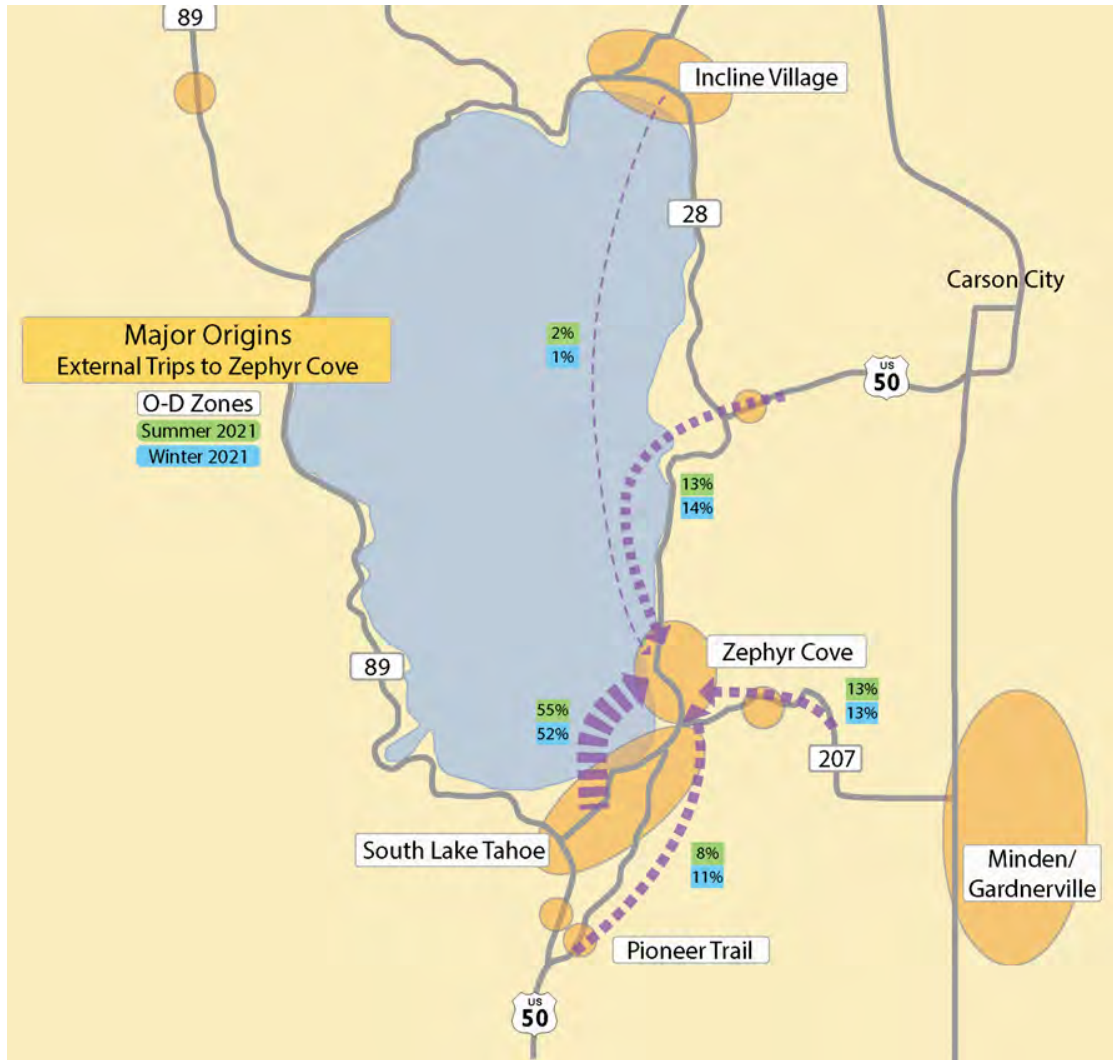 89
Incline Village
28
Carson City
US
50
Major Origins
External Trips to Zephyr Cove
O-D Zones
Summer 2021
Winter 2021
2%
1%
13%
14%
89
Zephyr Cove
55%
52%
13%
13%
207
South Lake Tahoe
8%
11%
Minden/
Gardnerville
Pioneer Trail
US
50